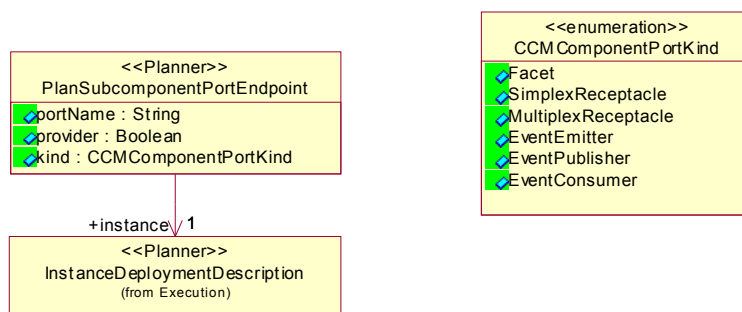 <<Planner>>
PlanSubcomponentPortEndpoint
portName : String
provider : Boolean
kind : CCMComponentPortKind
+instance 1
<<Planner>>
InstanceDeploymentDescription
(from Execution)
<<enumeration>>
CCMComponentPortKind
Facet
SimplexReceptacle
MultiplexReceptacle
EventEmitter
EventPublisher
EventConsumer